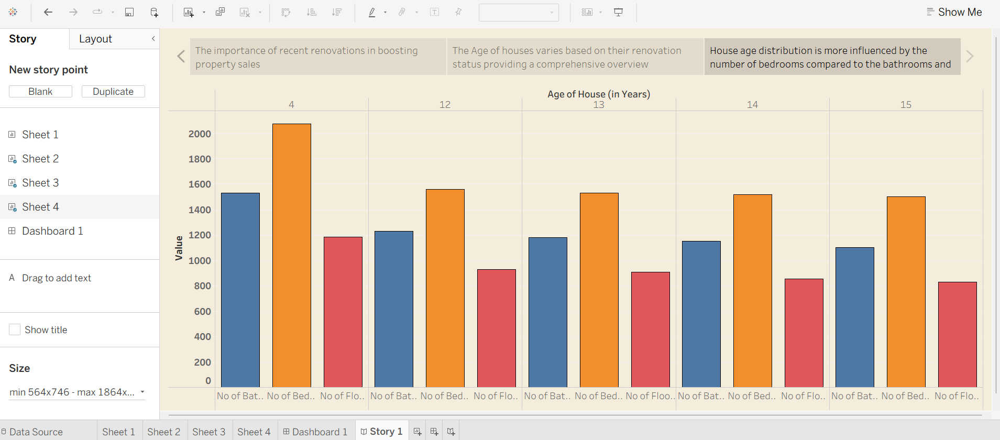 Show Me
Story
Layout
New story point
Blank
Duplicate
Sheet 1
Sheet 2
Sheet 3
Sheet 4
Dashboard 1
A Drag to add text
Show title
Size
min 564x746 - max 1864x...
The importance of recent renovations in boosting
property sales
The Age of houses varies based on their renovation
status providing a comprehensive overview
House age distribution is more influenced by the
number of bedrooms compared to the bathrooms and
Age of House (in Years)
4 12 13 14 15
Value
2000
1800
1600
1400
1200
1000
800
600
400
200
0
No of Bat.. No of Bed.. No of Flo.. No of Bat.. No of Bed.. No of Flo.. No of Bat.. No of Bed.. No of Floo.. No of Bat.. No of Bed.. No of Flo.. No of Bat.. No of Bed.. No of Flo..
Data Source Sheet 1 Sheet 2 Sheet 3 Sheet 4 Dashboard 1 Story 1